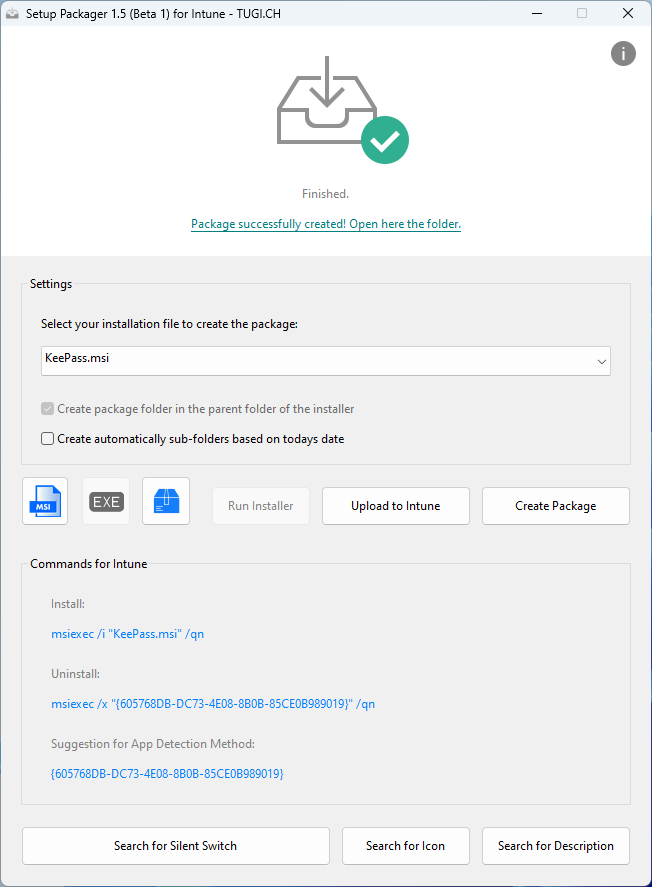 Setup Packager 1.5 (Beta 1) for Intune - TUGI.CH
i
Finished.
Package successfully created! Open here the folder.
Settings
Select your installation file to create the package:
KeePass.msi
Create package folder in the parent folder of the installer
Create automatically sub-folders based on todays date
MSI
EXE
Run Installer
Upload to Intune
Create Package
Commands for Intune
Install:
msiexec /i "KeePass.msi" /qn
Uninstall:
msiexec /x "{605768DB-DC73-4E08-8B0B-85CE0B989019}" /qn
Suggestion for App Detection Method:
{605768DB-DC73-4E08-8B0B-85CE0B989019}
Search for Silent Switch
Search for Icon
Search for Description